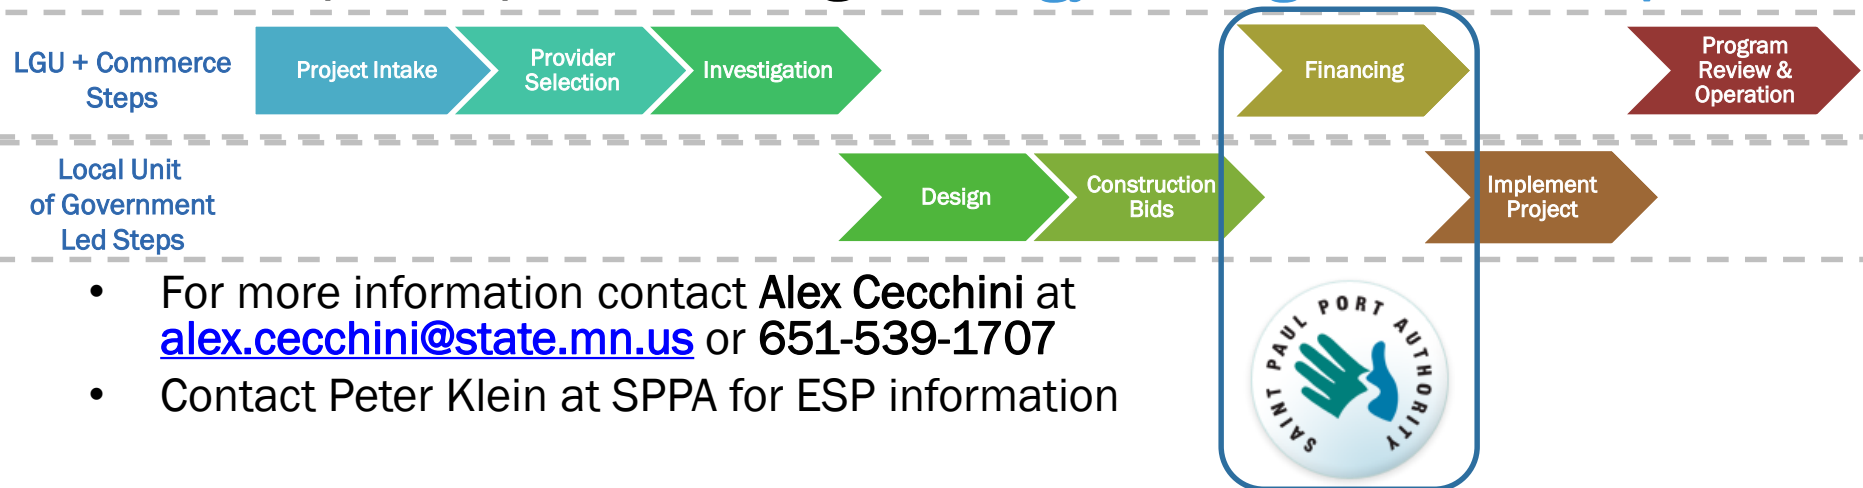 LGU + Commerce
Steps
Project Intake
Provider
Selection
Investigation
Financing
Program
Review &
Operation
Local Unit
of Government
Led Steps
Design
Construction
Bids
Implement
Project
• For more information contact Alex Cecchini at
alex.cecchini@state.mn.us or 651-539-1707
• Contact Peter Klein at SPPA for ESP information
SAINT PAUL PORT AUTHORITY